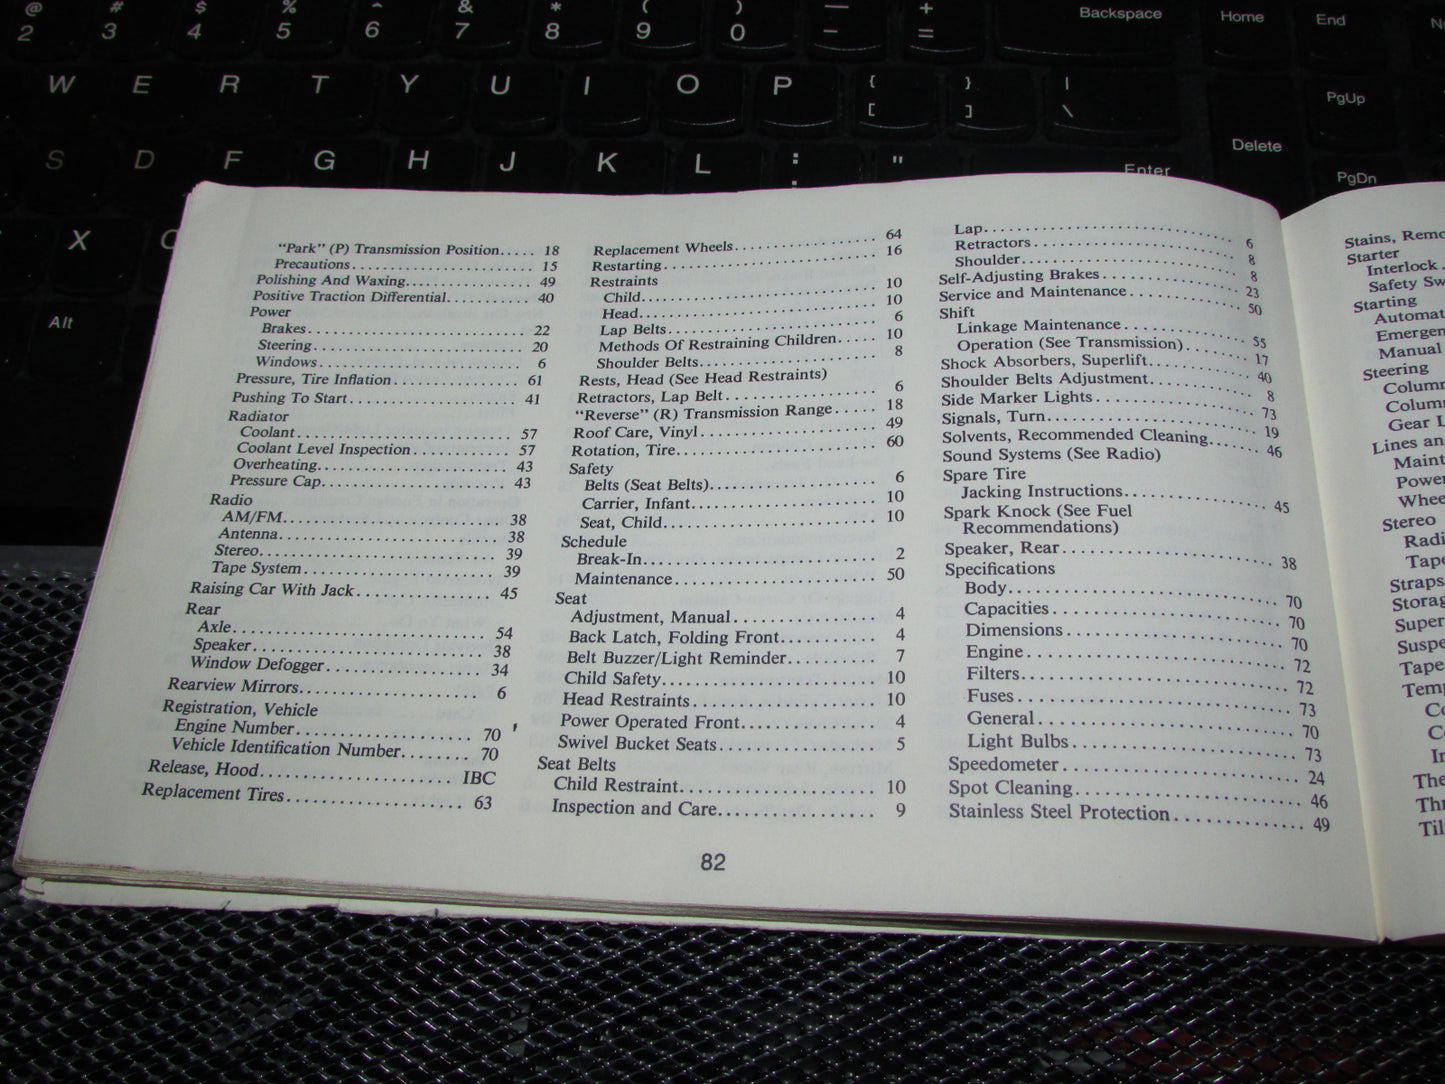 @ # $ % ^ & * ( ) — +
2 3 4 5 6 7 8 9 0 - =
Backspace Home End
W E R T Y U I O P { [ } ] | \
PgUp
Delete
S D F G H J K L : "
Enter
PgDn
X C
Alt
"Park" (P) Transmission Position..... 18
Precautions.................... 15
Polishing And Waxing.................. 49
Positive Traction Differential........... 40
Power
Brakes........................... 22
Steering.......................... 20
Windows......................... 6
Pressure, Tire Inflation................ 61
Pushing To Start...................... 41
Radiator
Coolant........................... 57
Coolant Level Inspection............ 57
Overheating....................... 43
Pressure Cap....................... 43
Radio
AM/FM.......................... 38
Antenna.......................... 38
Stereo............................ 39
Tape System...................... 39
Raising Car With Jack................. 45
Rear
Axle.............................. 54
Speaker........................... 38
Window Defogger................. 34
Rearview Mirrors...................... 6
Registration, Vehicle
Engine Number.................... 70
Vehicle Identification Number........ 70
Release, Hood........................ IBC
Replacement Tires..................... 63
Replacement Wheels.................. 64
Restarting............................ 16
Restraints
Child............................. 10
Head............................. 10
Lap Belts.......................... 6
Methods Of Restraining Children..... 10
Shoulder Belts..................... 8
Rests, Head (See Head Restraints)
Retractors, Lap Belt................... 6
"Reverse" (R) Transmission Range..... 18
Roof Care, Vinyl...................... 49
Rotation, Tire......................... 60
Safety
Belts (Seat Belts)................... 6
Carrier, Infant..................... 10
Seat, Child........................ 10
Schedule
Break-In........................... 2
Maintenance....................... 50
Seat
Adjustment, Manual................ 4
Back Latch, Folding Front........... 4
Belt Buzzer/Light Reminder.......... 7
Child Safety....................... 10
Head Restraints.................... 10
Power Operated Front............... 4
Swivel Bucket Seats................. 5
Seat Belts
Child Restraint..................... 10
Inspection and Care................. 9
Lap............................... 6
Retractors......................... 8
Shoulder.......................... 8
Self-Adjusting Brakes................. 23
Service and Maintenance.............. 50
Shift
Linkage Maintenance............... 55
Operation (See Transmission)........ 17
Shock Absorbers, Superlift............. 40
Shoulder Belts Adjustment............. 8
Side Marker Lights.................... 73
Signals, Turn......................... 19
Solvents, Recommended Cleaning....... 46
Sound Systems (See Radio)
Spare Tire
Jacking Instructions................. 45
Spark Knock (See Fuel
Recommendations)
Speaker, Rear........................ 38
Specifications
Body.............................. 70
Capacities......................... 70
Dimensions........................ 70
Engine............................ 72
Filters............................. 72
Fuses.............................. 73
General........................... 70
Light Bulbs........................ 73
Speedometer.......................... 24
Spot Cleaning......................... 46
Stainless Steel Protection.............. 49
82
Stains,
Starter
Interlock
Safety
Starting
Steering
Gear
Lines
Power
Stereo
Straps
Tape